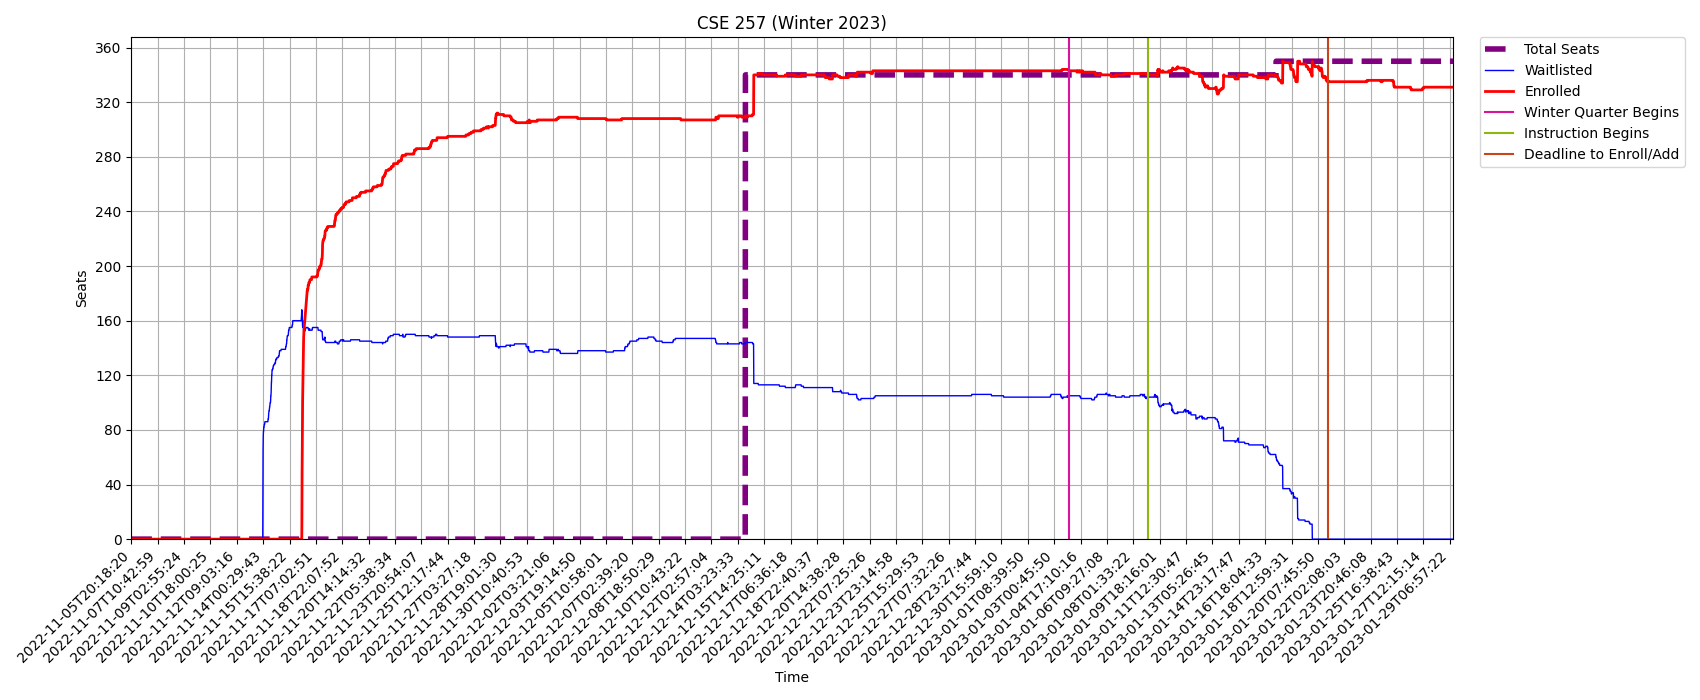 CSE 257 (Winter 2023)
360
320
280
240
200
160
120
80
40
0
Seats
Total Seats
Waitlisted
Enrolled
Winter Quarter Begins
Instruction Begins
Deadline to Enroll/Add
2022-11-05T20:18:20
2022-11-07T10:42:59
2022-11-09T02:55:24
2022-11-10T18:00:25
2022-11-12T09:03:16
2022-11-14T00:29:43
2022-11-15T15:38:22
2022-11-17T07:02:51
2022-11-18T22:07:52
2022-11-20T14:14:32
2022-11-22T05:38:34
2022-11-23T20:54:07
2022-11-25T12:17:44
2022-11-27T03:27:18
2022-11-28T19:01:30
2022-11-30T10:40:53
2022-12-02T03:21:06
2022-12-03T19:14:50
2022-12-05T10:58:01
2022-12-07T02:39:20
2022-12-08T18:50:29
2022-12-10T10:43:22
2022-12-12T02:57:04
2022-12-14T03:23:33
2022-12-15T14:25:11
2022-12-17T06:36:18
2022-12-18T22:40:37
2022-12-20T14:38:28
2022-12-22T07:25:26
2022-12-23T23:14:58
2022-12-25T15:29:53
2022-12-27T07:32:26
2022-12-28T23:27:44
2022-12-30T15:59:10
2023-01-01T08:39:50
2023-01-03T00:45:50
2023-01-04T17:10:16
2023-01-06T09:27:08
2023-01-08T01:33:22
2023-01-09T18:16:01
2023-01-11T12:30:47
2023-01-13T05:26:45
2023-01-14T23:17:47
2023-01-16T18:04:33
2023-01-18T12:59:31
2023-01-20T07:45:50
2023-01-22T02:08:03
2023-01-23T20:46:08
2023-01-25T16:38:43
2023-01-27T12:15:14
2023-01-29T06:57:22
Time